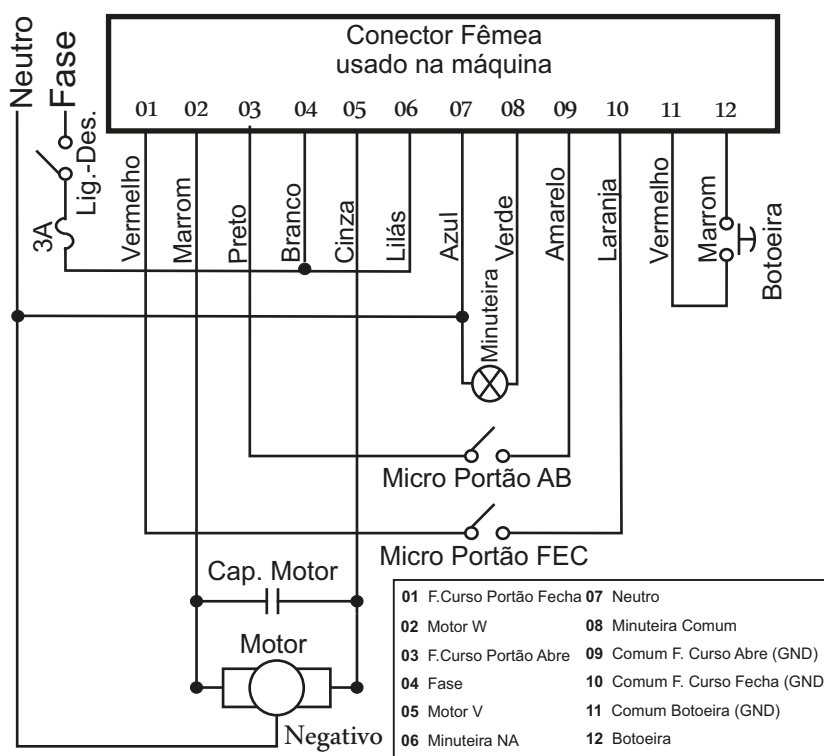 Conector Fêmea
usado na máquina
Neutro
Fase
Lig.-Des.
3A
01 02 03 04 05 06 07 08 09 10 11 12
Vermelho
Marrom
Preto
Branco
Cinza
Lilás
Azul
Verde
Amarelo
Laranja
Vermelho
Marrom
Botoeira
Minuteira
Micro Portão AB
Micro Portão FEC
Cap. Motor
Motor
Negativo
01 F.Curso Portão Fecha
02 Motor W
03 F.Curso Portão Abre
04 Fase
05 Motor V
06 Minuteira NA
07 Neutro
08 Minuteira Comum
09 Comum F. Curso Abre (GND)
10 Comum F. Curso Fecha (GND
11 Comum Botoeira (GND)
12 Botoeira